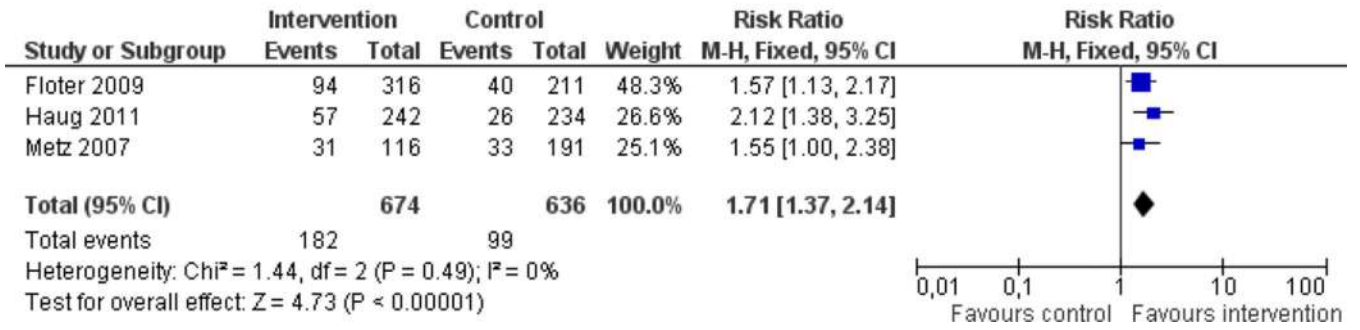 Intervention Control Risk Ratio Risk Ratio
Study or Subgroup Events Total Events Total Weight M-H, Fixed, 95% CI M-H, Fixed, 95% CI
Floter 2009 94 316 40 211 48.3% 1.57 [1.13, 2.17]
Haug 2011 57 242 26 234 26.6% 2.12 [1.38, 3.25]
Metz 2007 31 116 33 191 25.1% 1.55 [1.00, 2.38]
Total (95% CI) 674 636 100.0% 1.71 [1.37, 2.14]
Total events 182 99
Heterogeneity: Chi² = 1.44, df = 2 (P = 0.49); I² = 0%
Test for overall effect: Z = 4.73 (P < 0.00001)
0,01 0,1 1 10 100
Favours control Favours intervention